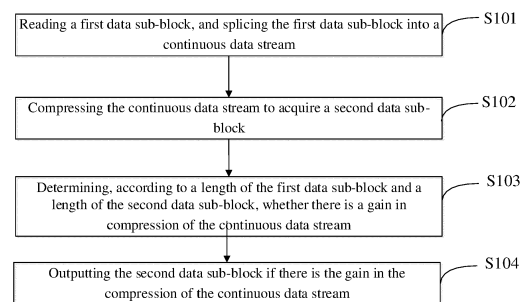 Reading a first data sub-block, and splicing the first data sub-block into a
continuous data stream
S101
Compressing the continuous data stream to acquire a second data sub-
block
S102
Determining, according to a length of the first data sub-block and a
length of the second data sub-block, whether there is a gain in
compression of the continuous data stream
S103
Outputting the second data sub-block if there is the gain in the
compression of the continuous data stream
S104